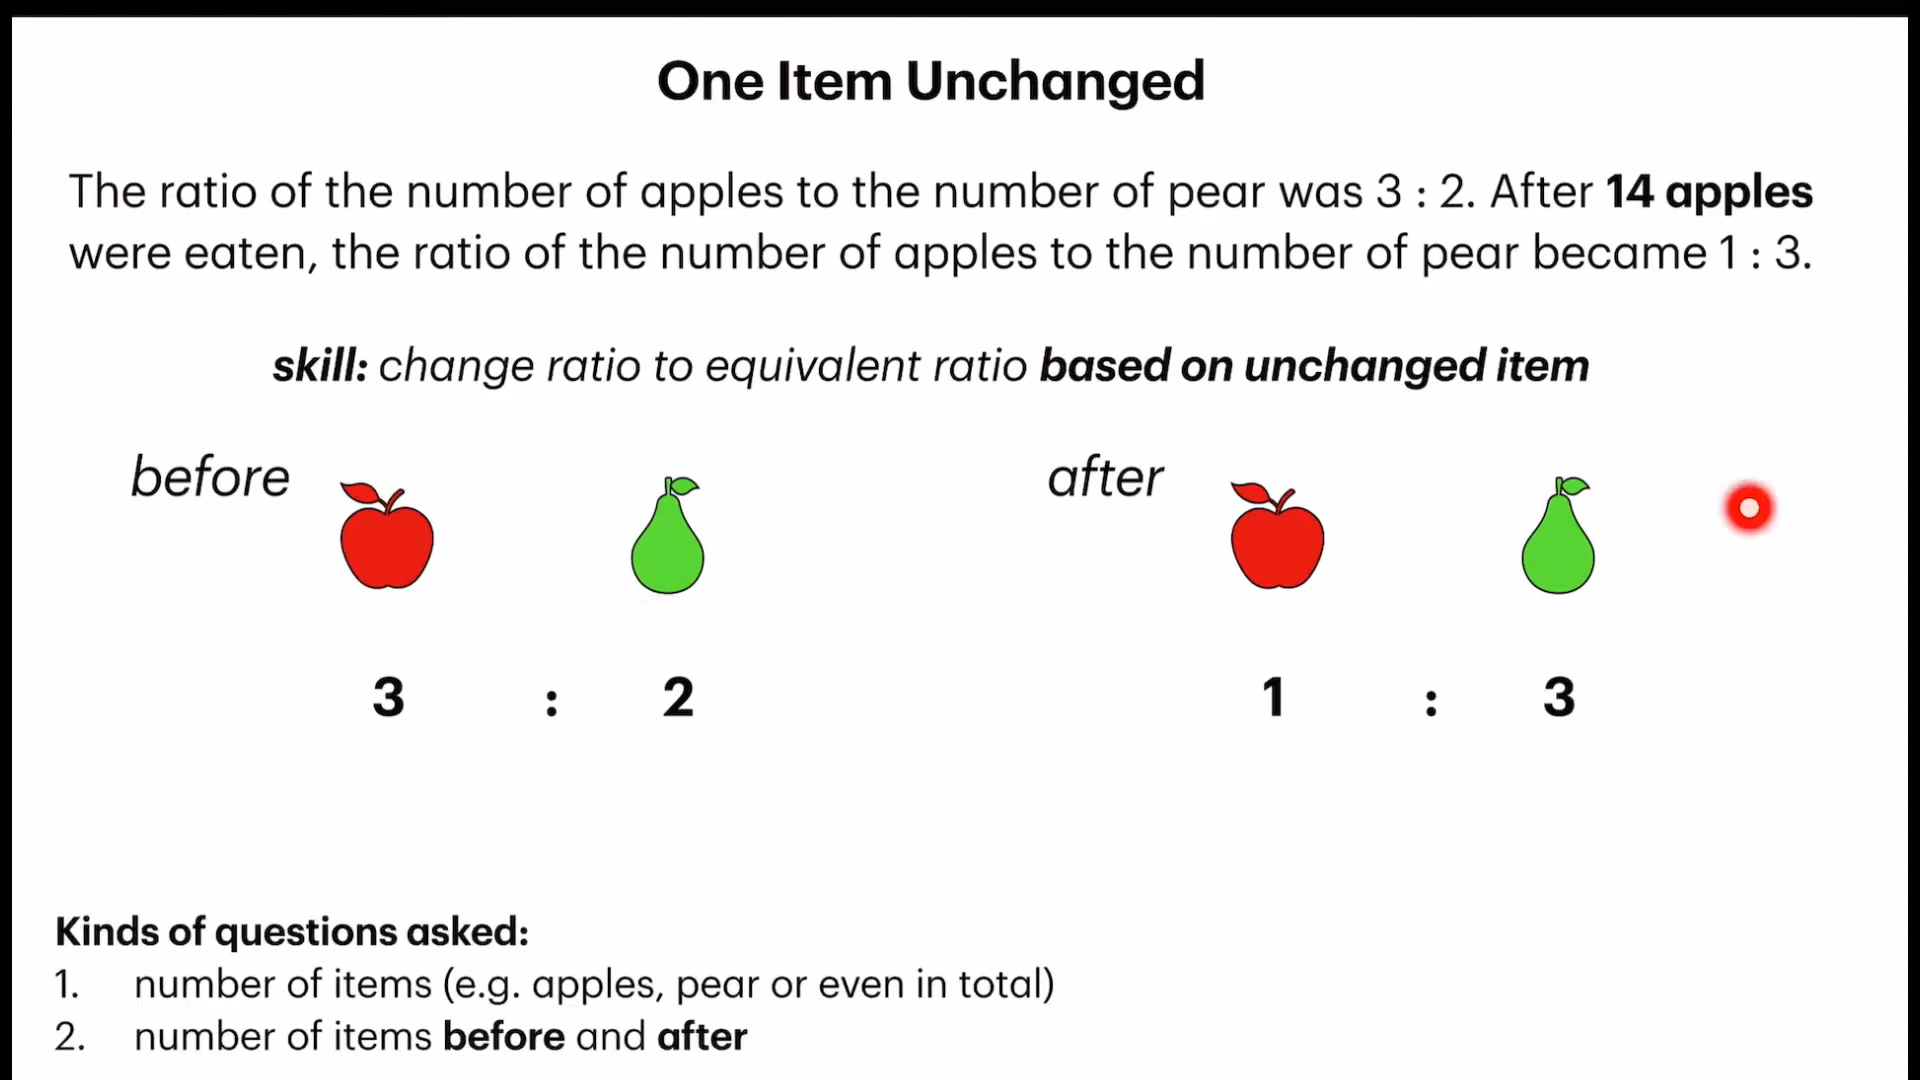 One Item Unchanged
The ratio of the number of apples to the number of pear was 3 : 2. After 14 apples
were eaten, the ratio of the number of apples to the number of pear became 1 : 3.
skill: change ratio to equivalent ratio based on unchanged item
before after
3 : 2 1 : 3
Kinds of questions asked:
1. number of items (e.g. apples, pear or even in total)
2. number of items before and after